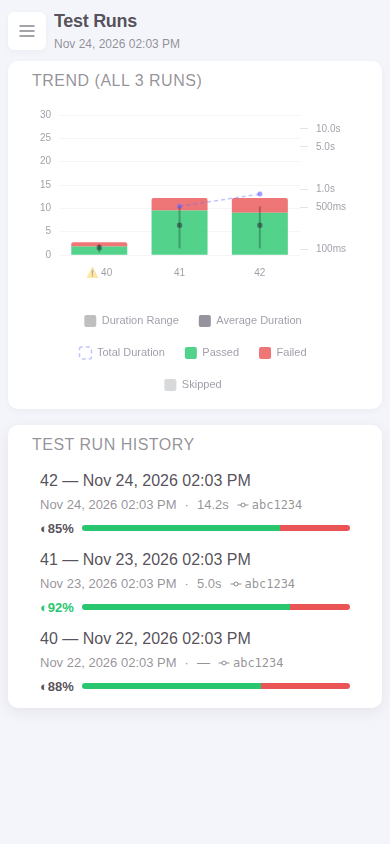 Test Runs
Nov 24, 2026 02:03 PM
TREND (ALL 3 RUNS)
30
25
20
15
10
5
0
10.0s
5.0s
1.0s
500ms
100ms
⚠ 40
41
42
Duration Range
Average Duration
Total Duration
Passed
Failed
Skipped
TEST RUN HISTORY
42 — Nov 24, 2026 02:03 PM
Nov 24, 2026 02:03 PM · 14.2s abc1234
85%
41 — Nov 23, 2026 02:03 PM
Nov 23, 2026 02:03 PM · 5.0s abc1234
92%
40 — Nov 22, 2026 02:03 PM
Nov 22, 2026 02:03 PM · — abc1234
88%